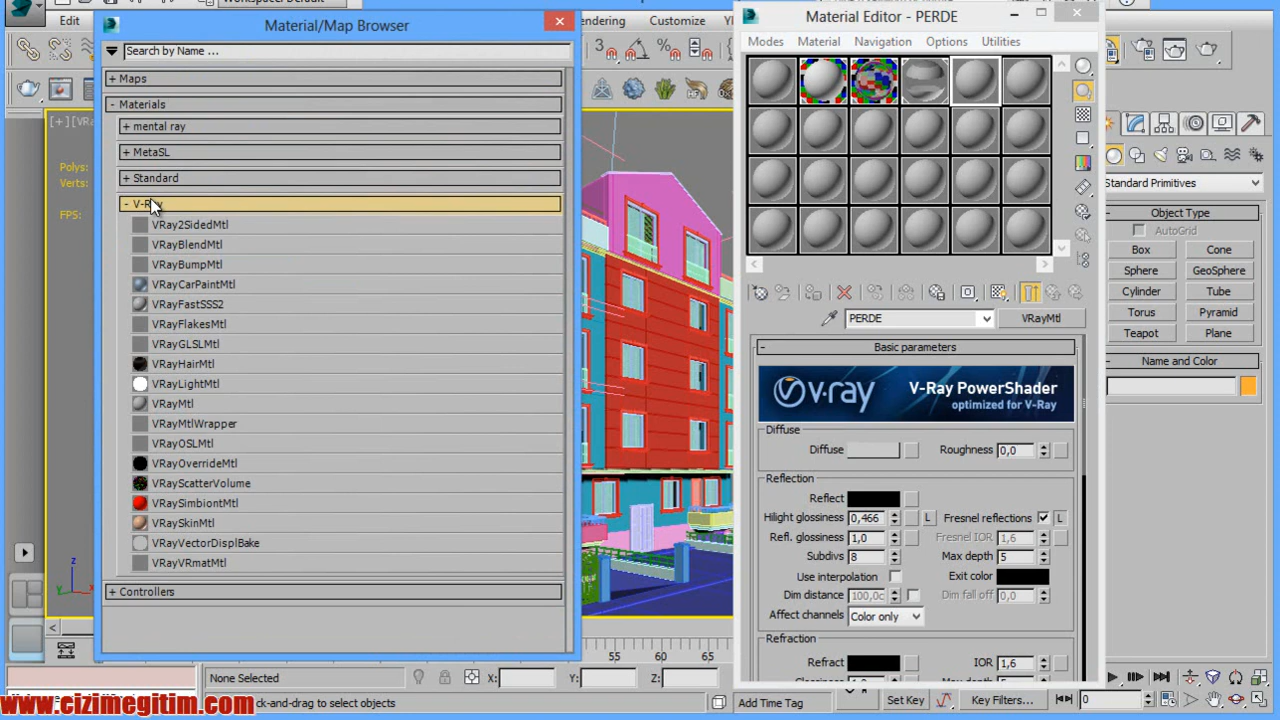 Edit
Material/Map Browser
Rendering
Customize
Search by Name ...
+ Maps
- Materials
+ mental ray
+ MetaSL
+ Standard
VRay2SidedMtl
VRayBlendMtl
VRayBumpMtl
VRayCarPaintMtl
VRayFastSSS2
VRayFlakesMtl
VRayGLSLMtl
VRayHairMtl
VRayLightMtl
VRayMtl
VRayMtlWrapper
VRayOSLMtl
VRayOverrideMtl
VRayScatterVolume
VRaySimbiontMtl
VRaySkinMtl
VRayVectorDisplBake
VRayVRmatMtl
+ Controllers
Polys:
Verts:
FPS:
Material Editor - PERDE
Modes Material Navigation Options Utilities
PERDE
VRayMtl
- Basic parameters
v-ray
V-Ray PowerShader
optimized for V-Ray
Diffuse
Diffuse
Roughness 0,0
Reflection
Reflect
Hilight glossiness 0,466 L Fresnel reflections L
Refl. glossiness 1,0 Fresnel IOR 1,6
Subdivs 8 Max depth 5
Use interpolation Exit color
Dim distance 100,0c Dim fall off 0,0
Affect channels Color only
Refraction
Refract IOR 1,6
Standard Primitives
- Object Type
AutoGrid
Box Cone
Sphere GeoSphere
Cylinder Tube
Torus Pyramid
Teapot Plane
- Name and Color
55 60 65
None Selected
X: Y: Z:
-and-drag to select objects
Add Time Tag
Set Key
Key Filters...
0
www.cizimegitim.com